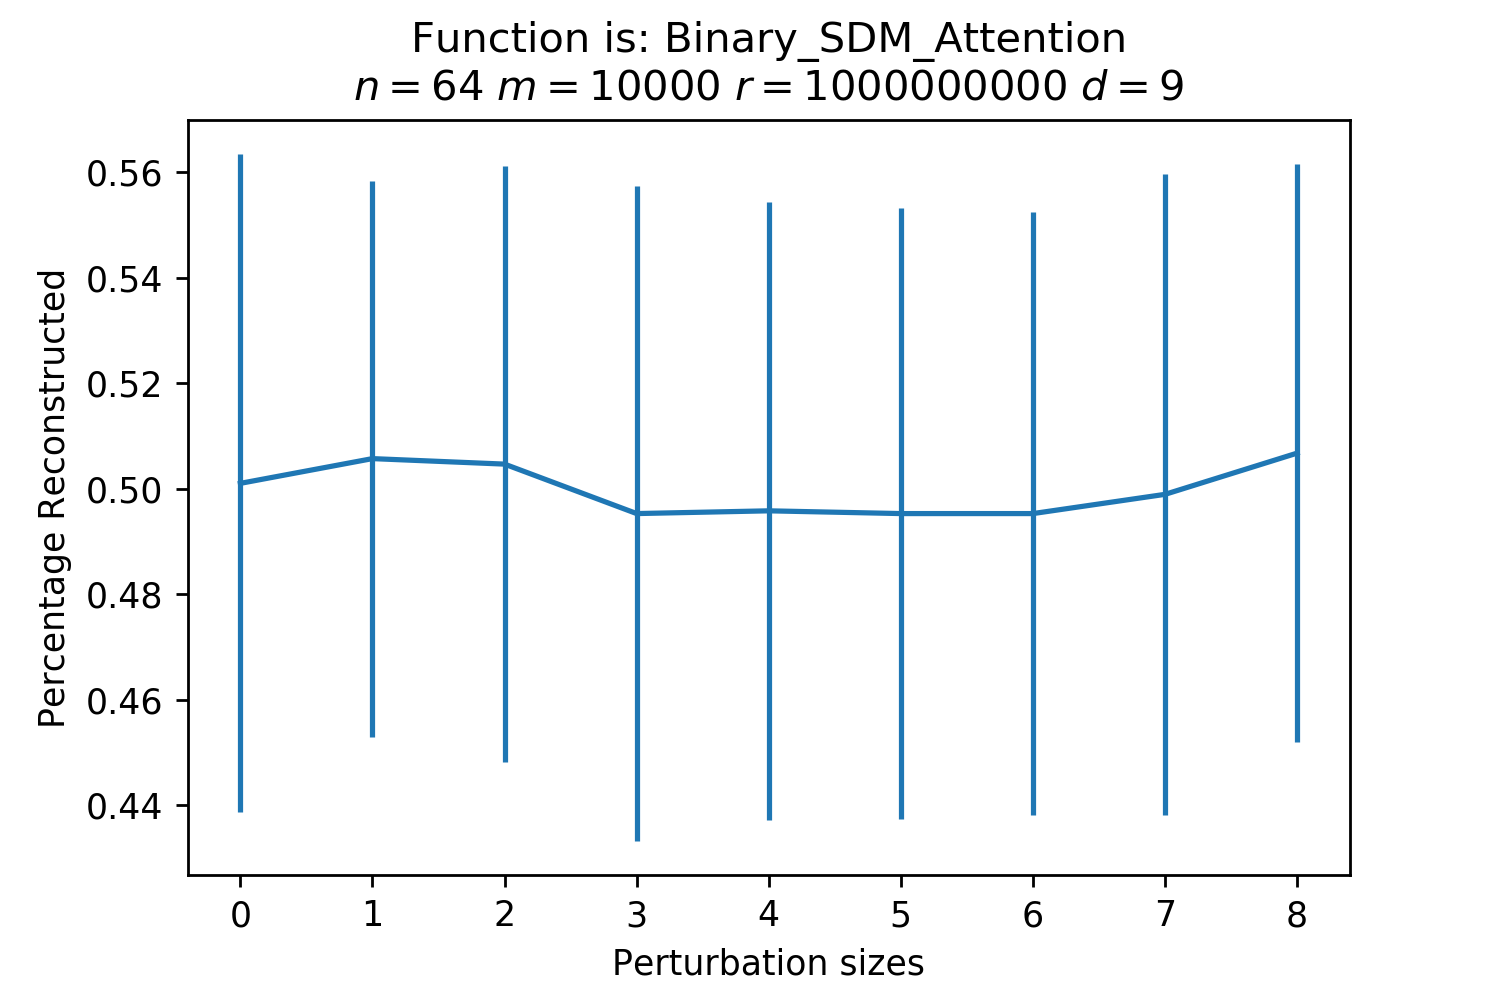 Function is: Binary_SDM_Attention
n = 64 m = 10000 r = 1000000000 d = 9
Percentage Reconstructed
0.56
0.54
0.52
0.50
0.48
0.46
0.44
0 1 2 3 4 5 6 7 8
Perturbation sizes